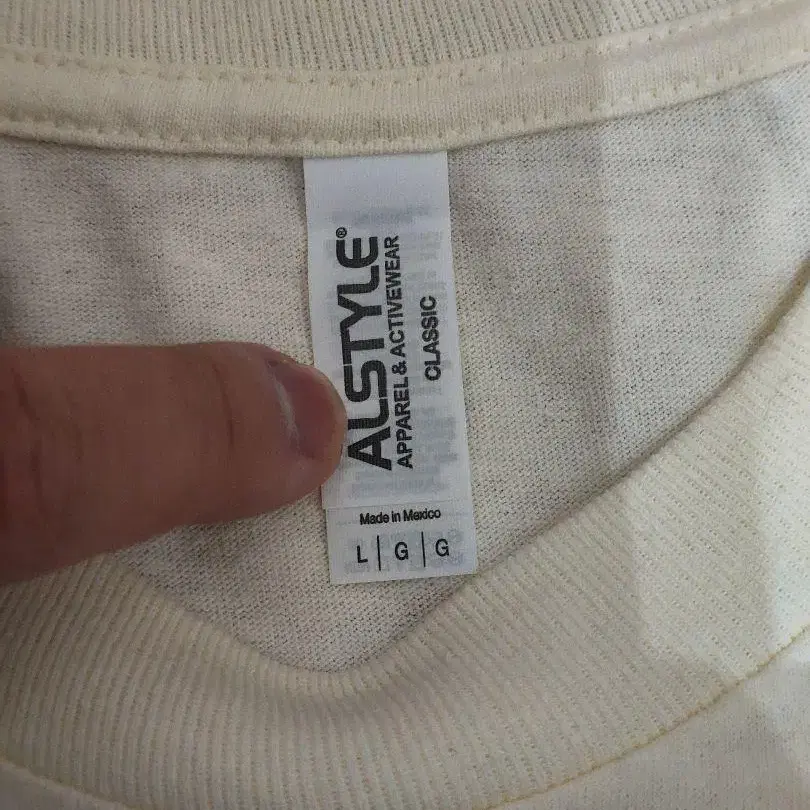 ALSTYLE®
APPAREL & ACTIVEWEAR
CLASSIC
Made in Mexico
L | G | G